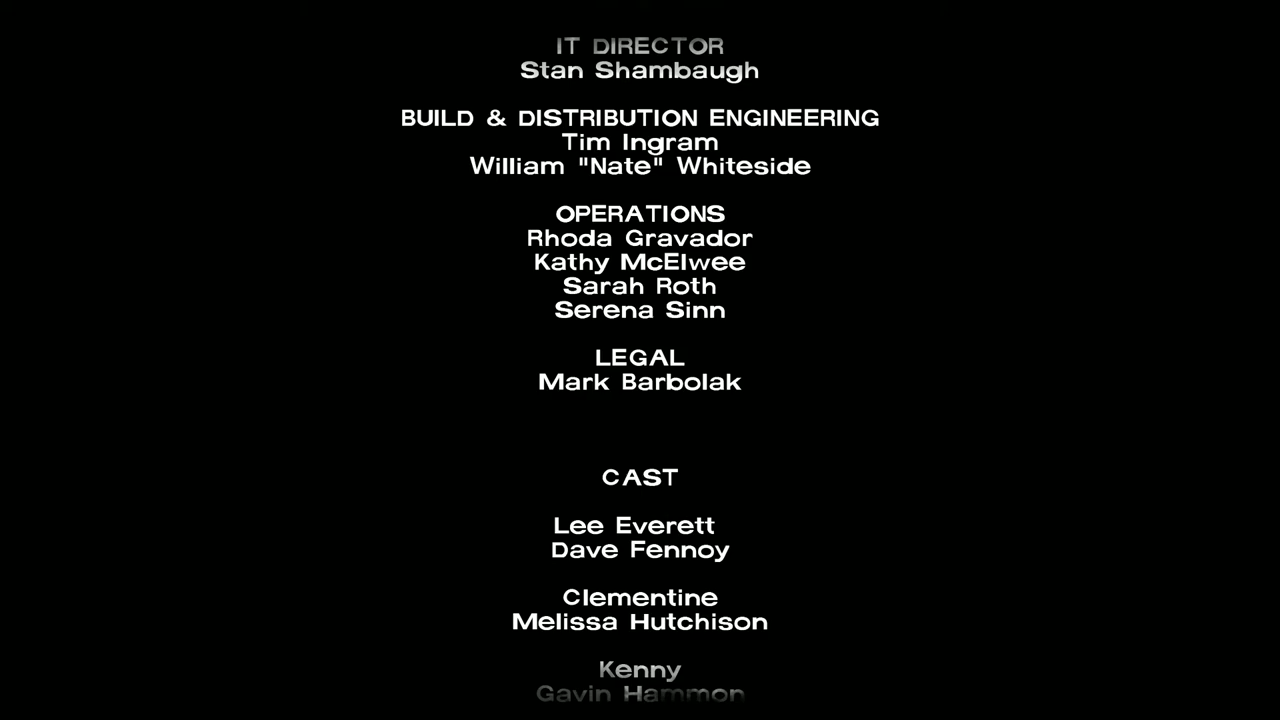 IT DIRECTOR
Stan Shambaugh
BUILD & DISTRIBUTION ENGINEERING
Tim Ingram
William "Nate" Whiteside
OPERATIONS
Rhoda Gravador
Kathy McElwee
Sarah Roth
Serena Sinn
LEGAL
Mark Barbolak
CAST
Lee Everett
Dave Fennoy
Clementine
Melissa Hutchison
Kenny
Gavin Hammon